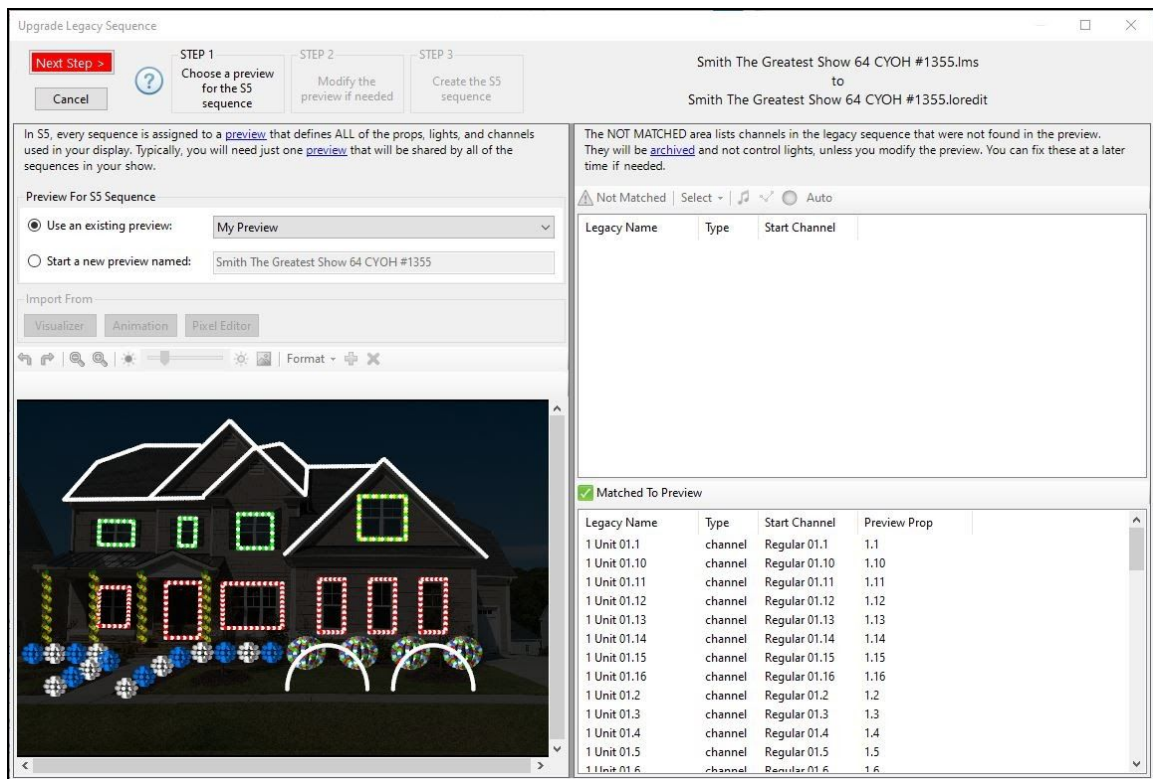 Upgrade Legacy Sequence
Next Step >
Cancel
?
STEP 1
Choose a preview
for the S5
sequence
STEP 2
Modify the
preview if needed
STEP 3
Create the S5
sequence
Smith The Greatest Show 64 CYOH #1355.lms
to
Smith The Greatest Show 64 CYOH #1355.loredit
In S5, every sequence is assigned to a preview that defines ALL of the props, lights, and channels
used in your display. Typically, you will need just one preview that will be shared by all of the
sequences in your show.
Preview For S5 Sequence
Use an existing preview: My Preview
Start a new preview named: Smith The Greatest Show 64 CYOH #1355
Import From
Visualizer Animation Pixel Editor
Format
The NOT MATCHED area lists channels in the legacy sequence that were not found in the preview.
They will be archived and not control lights, unless you modify the preview. You can fix these at a later
time if needed.
Not Matched Select Auto
Legacy Name Type Start Channel
Matched To Preview
Legacy Name Type Start Channel Preview Prop
1 Unit 01.1 channel Regular 01.1 1.1
1 Unit 01.10 channel Regular 01.10 1.10
1 Unit 01.11 channel Regular 01.11 1.11
1 Unit 01.12 channel Regular 01.12 1.12
1 Unit 01.13 channel Regular 01.13 1.13
1 Unit 01.14 channel Regular 01.14 1.14
1 Unit 01.15 channel Regular 01.15 1.15
1 Unit 01.16 channel Regular 01.16 1.16
1 Unit 01.2 channel Regular 01.2 1.2
1 Unit 01.3 channel Regular 01.3 1.3
1 Unit 01.4 channel Regular 01.4 1.4
1 Unit 01.5 channel Regular 01.5 1.5
1 Unit 01.6 channel Regular 01.6 1.6